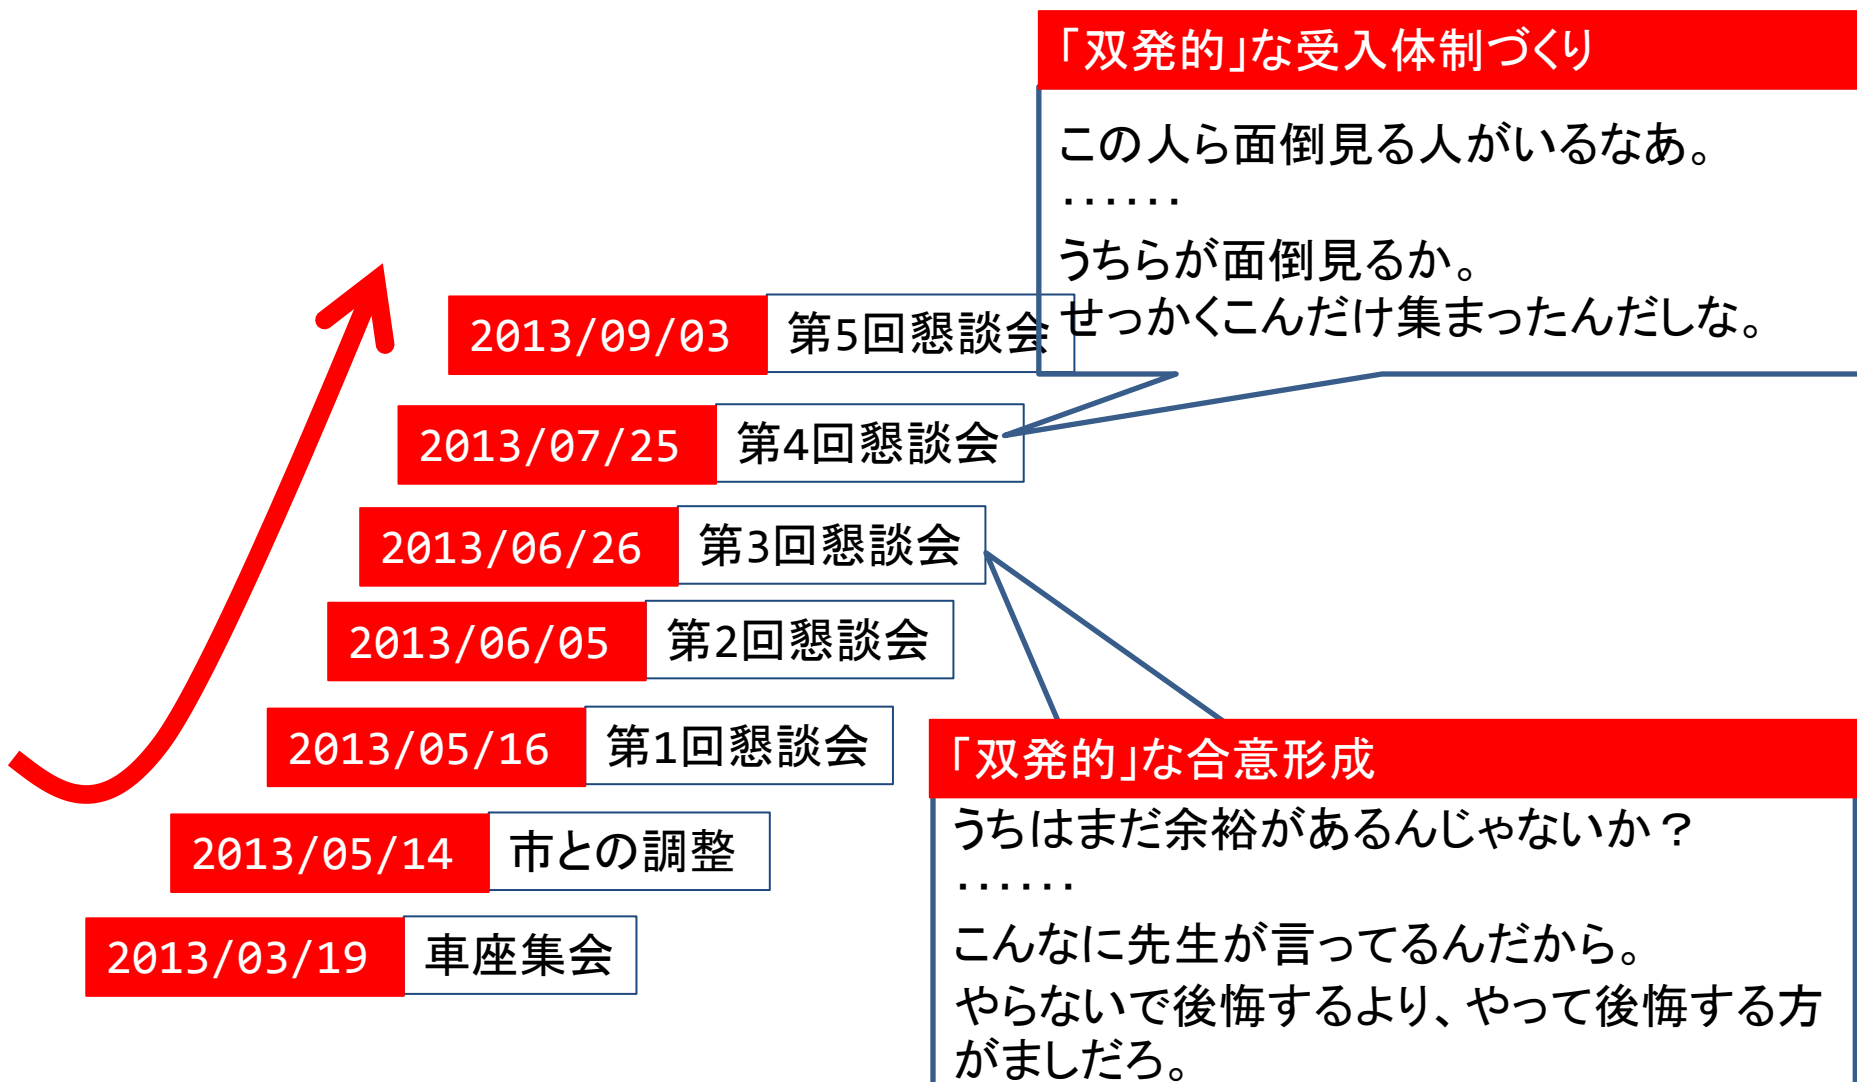 「双発的」な受入体制づくり
この人ら面倒見る人がいるなあ。
・・・・・・
うちらが面倒見るか。
せっかくこんだけ集まったんだしな。
2013/09/03 第5回懇談会
2013/07/25 第4回懇談会
2013/06/26 第3回懇談会
2013/06/05 第2回懇談会
2013/05/16 第1回懇談会
2013/05/14 市との調整
2013/03/19 車座集会
「双発的」な合意形成
うちはまだ余裕があるんじゃないか？
・・・・・・
こんなに先生が言ってるんだから。
やらないで後悔するより、やって後悔する方
がましだろ。